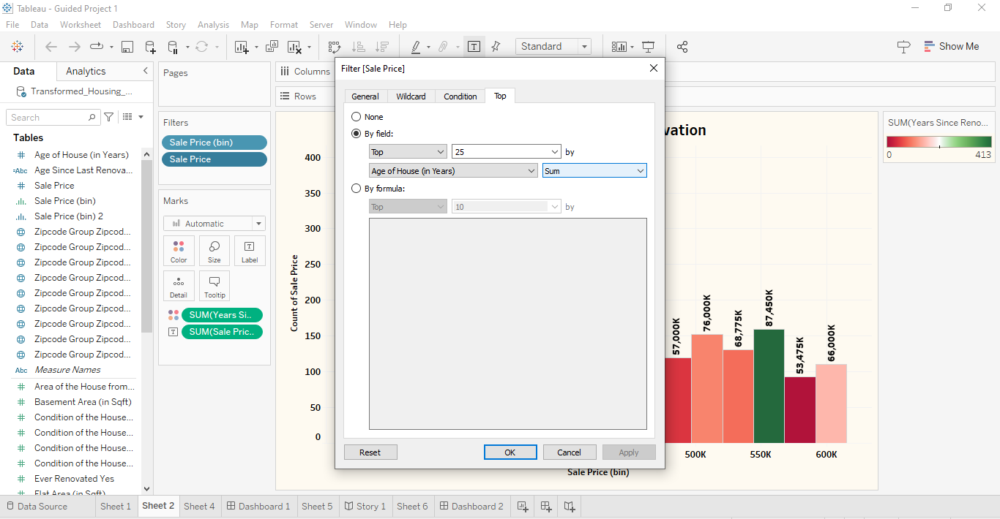 Tableau - Guided Project 1
File Data Worksheet Dashboard Story Analysis Map Format Server Window Help
Standard
Show Me
Data
Analytics
Transformed_Housing_...
Search
Tables
Age of House (in Years)
=Abc Age Since Last Renova...
Sale Price
Sale Price (bin)
Sale Price (bin) 2
Zipcode Group Zipcod...
Zipcode Group Zipcod...
Zipcode Group Zipcod...
Zipcode Group Zipcod...
Zipcode Group Zipcod...
Zipcode Group Zipcod...
Zipcode Group Zipcod...
Zipcode Group Zipcod...
Zipcode Group Zipcod...
Abc Measure Names
Area of the House from...
Basement Area (in Sqft)
Condition of the House...
Condition of the House...
Condition of the House...
Condition of the House...
Ever Renovated Yes
Flat Area (in Sqft)
Pages
Filters
Sale Price (bin)
Sale Price
Marks
Automatic
Color Size Label
Detail Tooltip
SUM(Years Si..
SUM(Sale Pric..
Columns
Rows
Filter [Sale Price]
General Wildcard Condition Top
None
By field:
Top 25 by
Age of House (in Years) Sum
By formula:
Top 10 by
Reset OK Cancel Apply
vation
400
350
300
250
200
150
100
50
0
Count of Sale Price
57,000K
76,000K
68,775K
87,450K
53,475K
66,000K
500K 550K 600K
Sale Price (bin)
SUM(Years Since Reno...
0 413
Data Source Sheet 1 Sheet 2 Sheet 4 Dashboard 1 Sheet 5 Story 1 Sheet 6 Dashboard 2